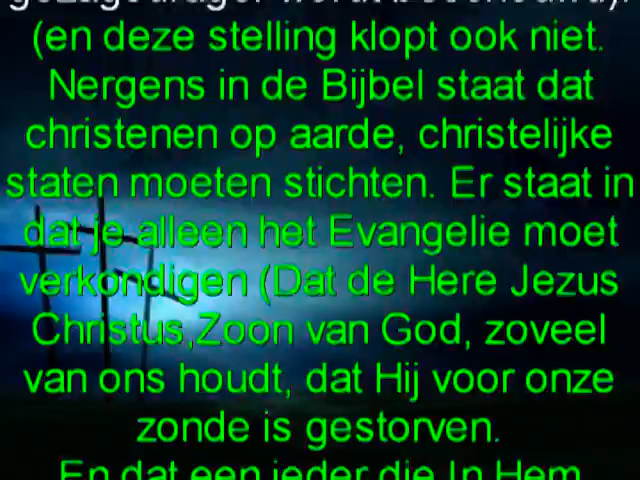 (en deze stelling klopt ook niet.
Nergens in de Bijbel staat dat
christenen op aarde, christelijke
staten moeten stichten. Er staat in
dat je alleen het Evangelie moet
verkondigen (Dat de Here Jezus
Christus,Zoon van God, zoveel
van ons houdt, dat Hij voor onze
zonde is gestorven.
En dat een ieder die In Hem